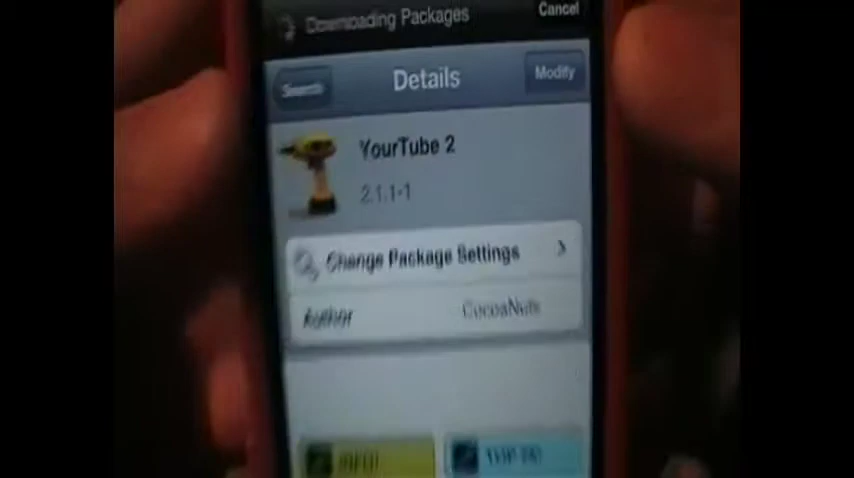 Downloading Packages
Cancel
Search
Details
Modify
YourTube 2
2.1.1-1
Change Package Settings
Author
CocoaNuts